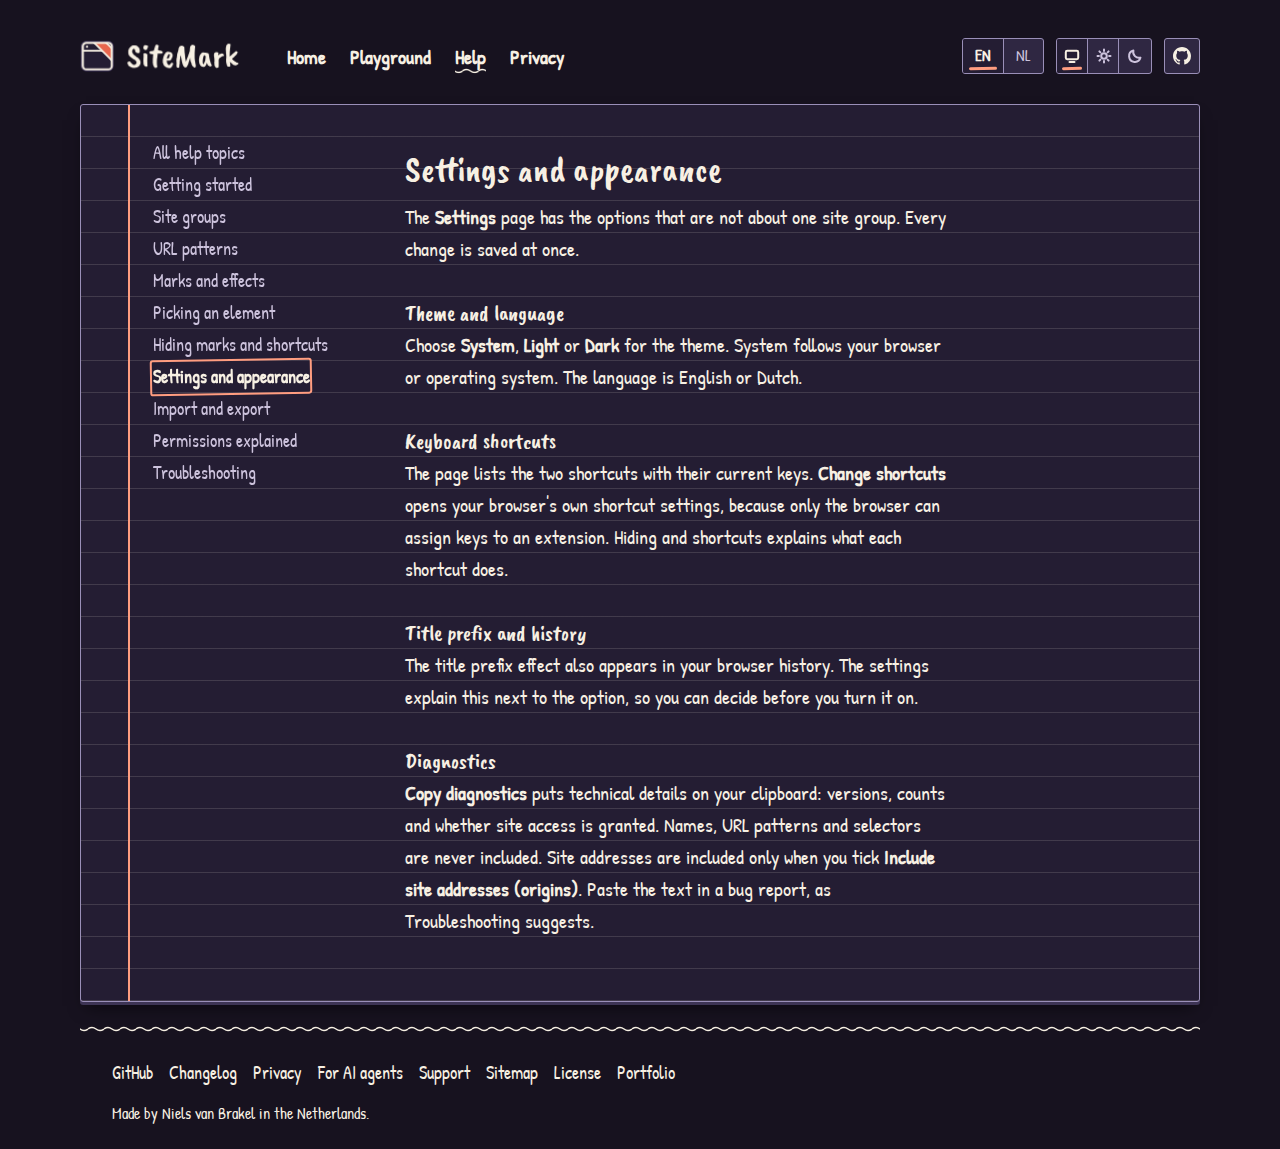 SiteMark
Home Playground Help Privacy
EN NL
All help topics
Getting started
Site groups
URL patterns
Marks and effects
Picking an element
Hiding marks and shortcuts
Settings and appearance
Import and export
Permissions explained
Troubleshooting
Settings and appearance
The Settings page has the options that are not about one site group. Every
change is saved at once.
Theme and language
Choose System, Light or Dark for the theme. System follows your browser
or operating system. The language is English or Dutch.
Keyboard shortcuts
The page lists the two shortcuts with their current keys. Change shortcuts
opens your browser's own shortcut settings, because only the browser can
assign keys to an extension. Hiding and shortcuts explains what each
shortcut does.
Title prefix and history
The title prefix effect also appears in your browser history. The settings
explain this next to the option, so you can decide before you turn it on.
Diagnostics
Copy diagnostics puts technical details on your clipboard: versions, counts
and whether site access is granted. Names, URL patterns and selectors
are never included. Site addresses are included only when you tick Include
site addresses (origins). Paste the text in a bug report, as
Troubleshooting suggests.
GitHub Changelog Privacy For AI agents Support Sitemap License Portfolio
Made by Niels van Brakel in the Netherlands.